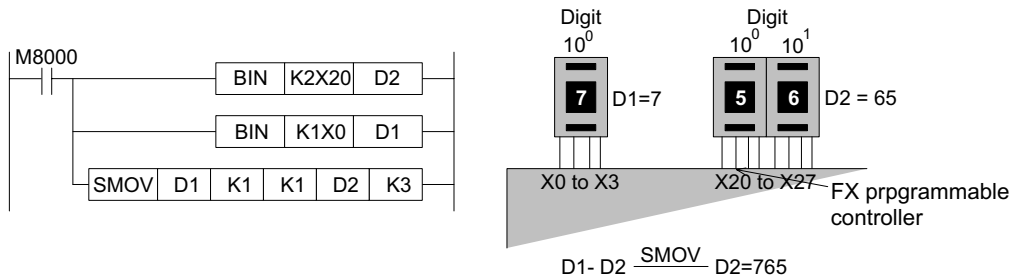 M8000
BIN K2X20 D2
BIN K1X0 D1
SMOV D1 K1 K1 D2 K3
Digit
10⁰
7
D1=7
X0 to X3
Digit
10⁰ 10¹
5 6
D2 = 65
X20 to X27
FX prpgrammable
controller
D1- D2 SMOV D2=765